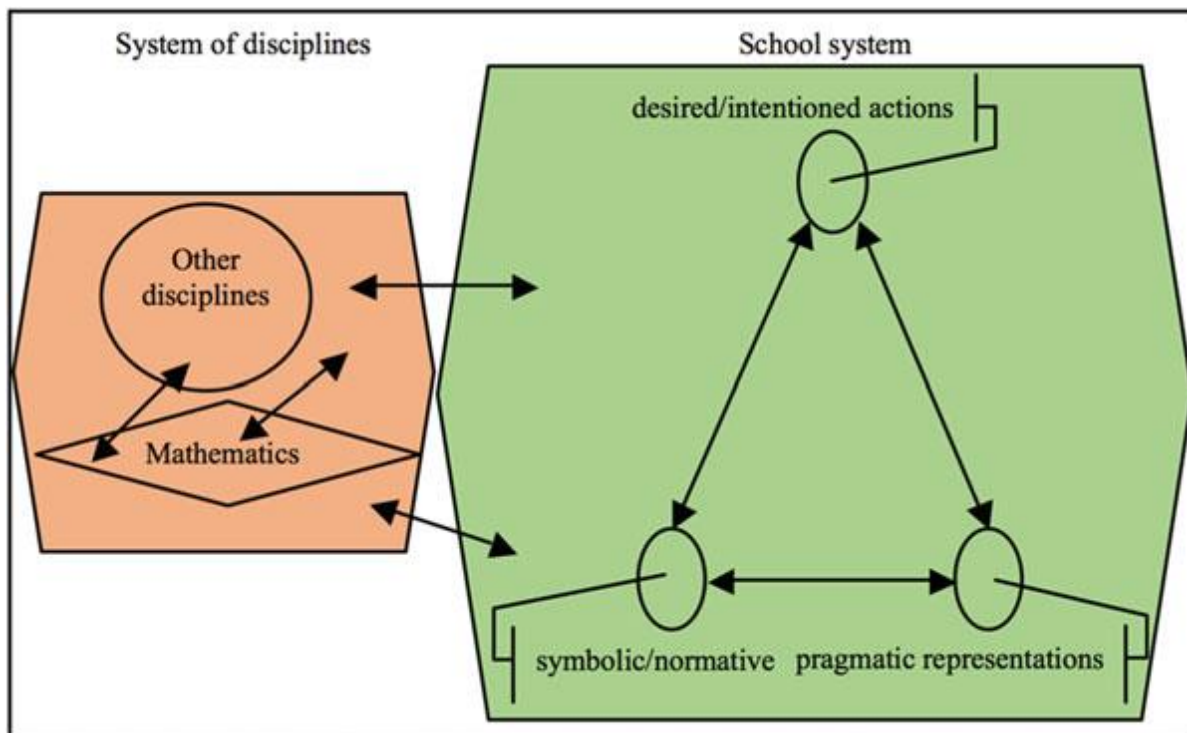 System of disciplines
School system
desired/intentioned actions
Other
disciplines
Mathematics
symbolic/normative
pragmatic representations